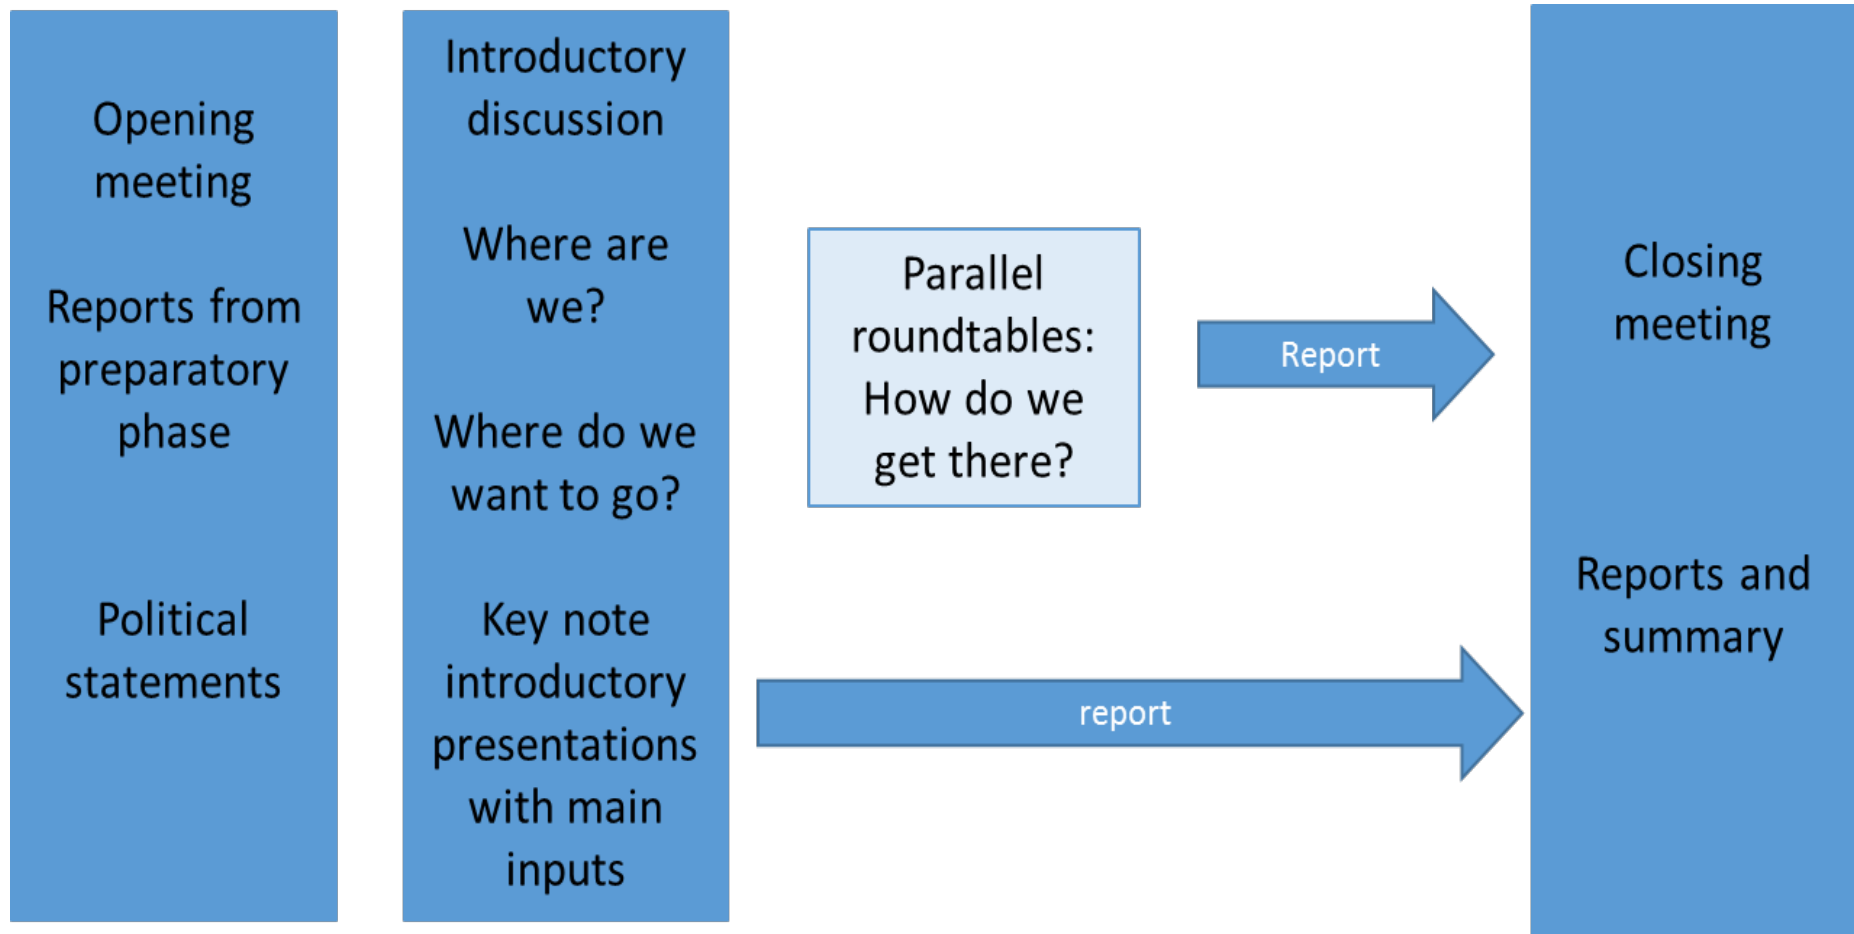 Opening
meeting
Reports from
preparatory
phase
Political
statements
Introductory
discussion
Where are
we?
Where do we
want to go?
Key note
introductory
presentations
with main
inputs
Parallel
roundtables:
How do we
get there?
Report
report
Closing
meeting
Reports and
summary